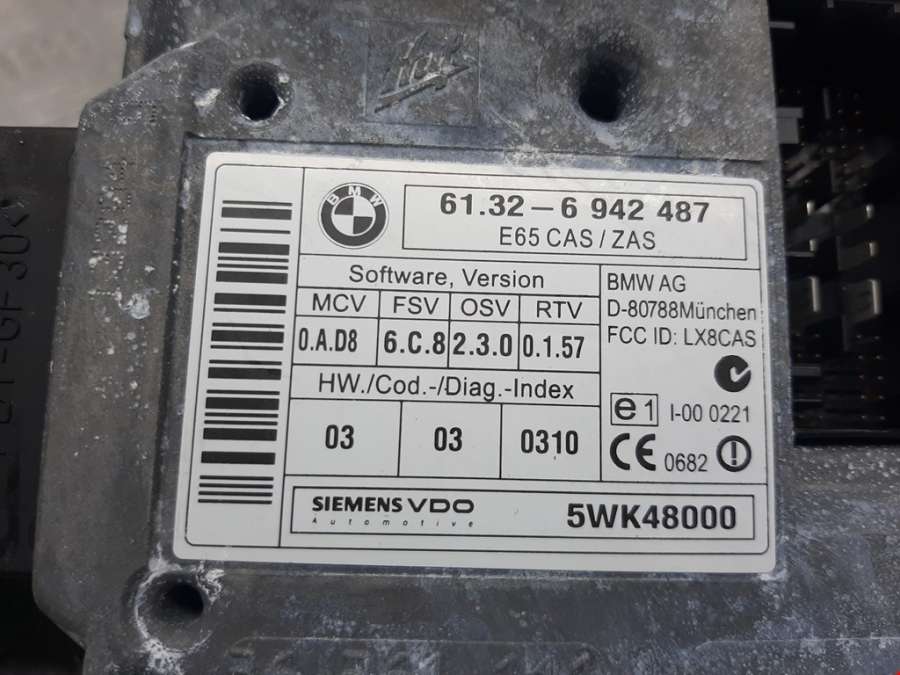 BMW
61.32-6 942 487
E65 CAS / ZAS
Software, Version
MCV FSV OSV RTV
0.A.D8 6.C.8 2.3.0 0.1.57
HW./Cod.-/Diag.-Index
03 03 0310
BMW AG
D-80788München
FCC ID: LX8CAS
e1 I-00 0221
CE 0682
SIEMENS VDO
Automotive
5WK48000